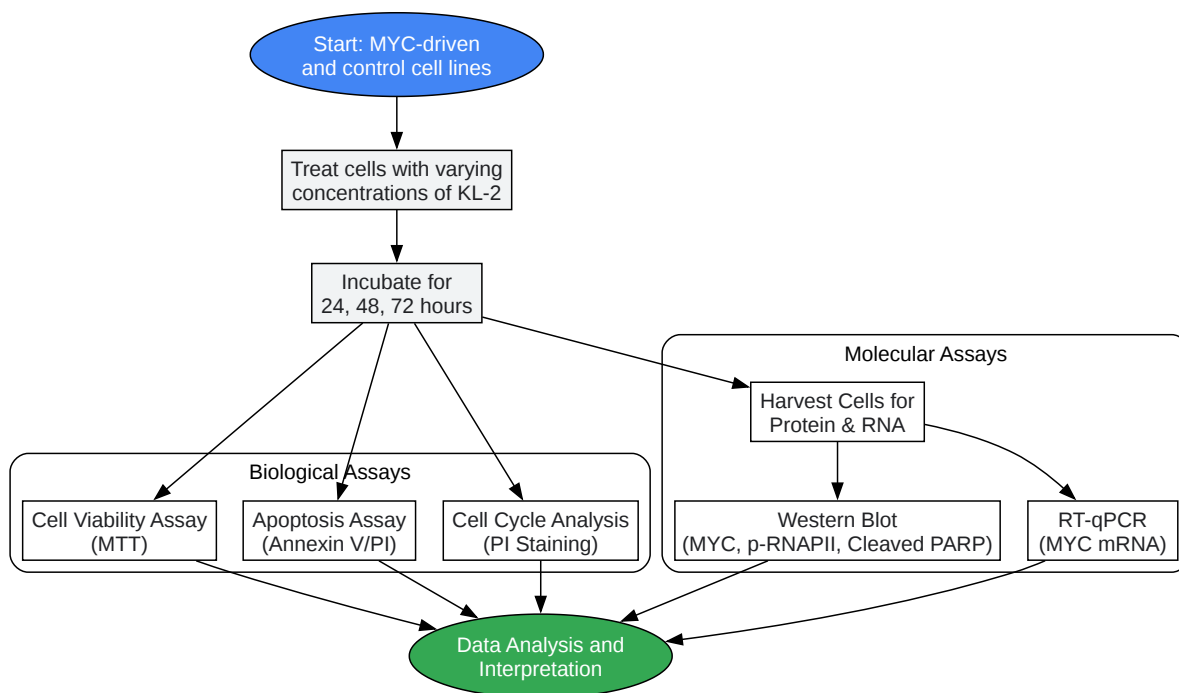 Start: MYC-driven
and control cell lines
Treat cells with varying
concentrations of KL-2
Incubate for
24, 48, 72 hours
Molecular Assays
Harvest Cells for
Protein & RNA
Biological Assays
Cell Viability Assay
(MTT)
Apoptosis Assay
(Annexin V/PI)
Cell Cycle Analysis
(PI Staining)
Western Blot
(MYC, p-RNAPII, Cleaved PARP)
RT-qPCR
(MYC mRNA)
Data Analysis and
Interpretation